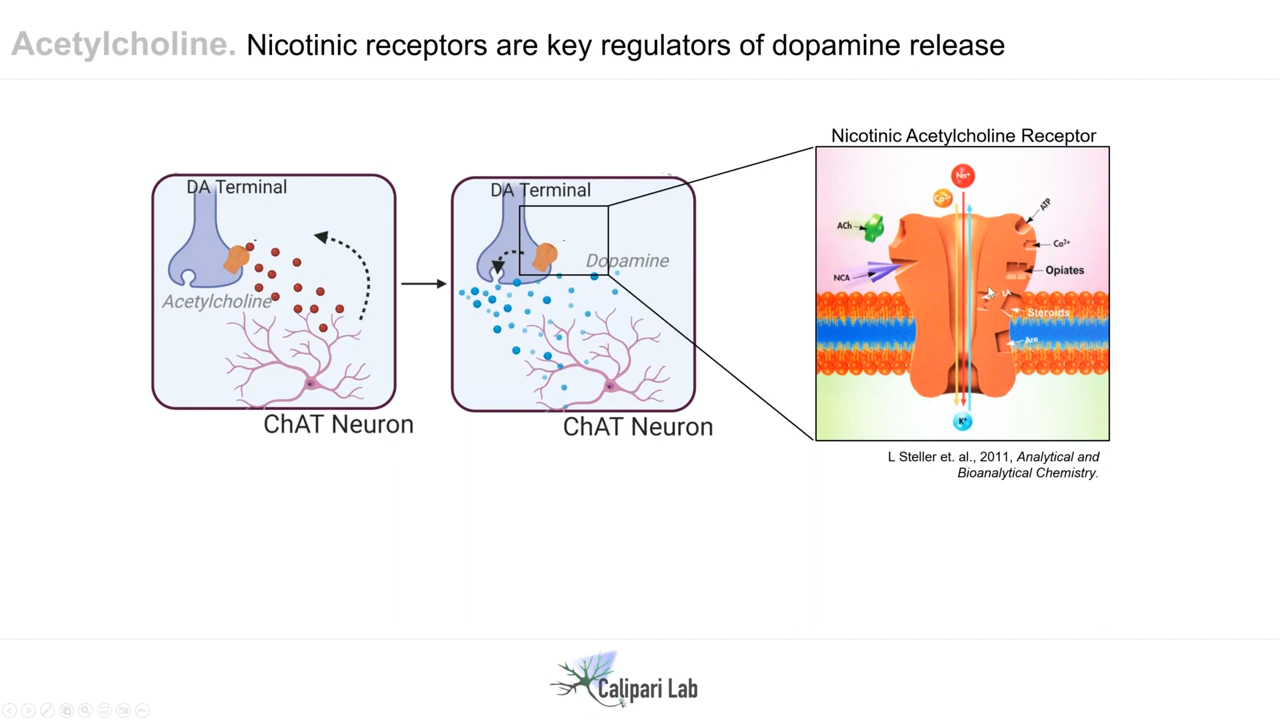 Acetylcholine. Nicotinic receptors are key regulators of dopamine release
DA Terminal
Acetylcholine
ChAT Neuron
DA Terminal
Dopamine
ChAT Neuron
Nicotinic Acetylcholine Receptor
Na+
Ca2+
ACh
NCA
ATP
Ca2+
Opiates
Steroids
K+
L Steller et. al., 2011, Analytical and
Bioanalytical Chemistry.
Calipari Lab